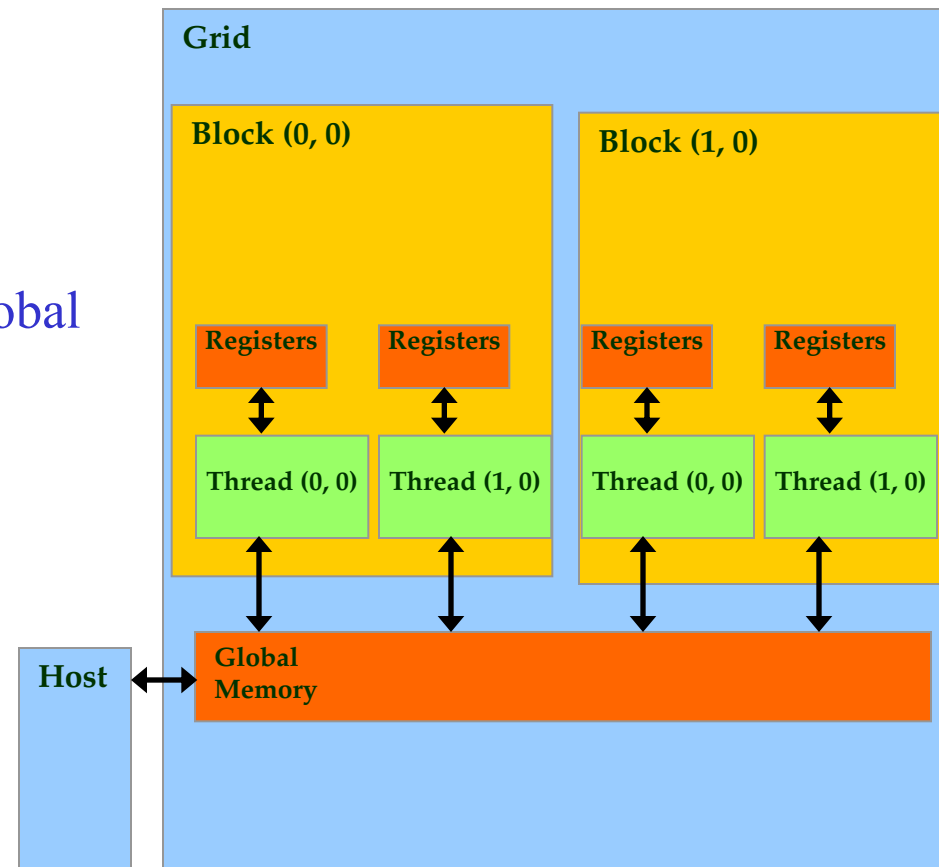 Grid
Block (0, 0)
Block (1, 0)
obal
Registers
Registers
Registers
Registers
Thread (0, 0)
Thread (1, 0)
Thread (0, 0)
Thread (1, 0)
Host
Global
Memory